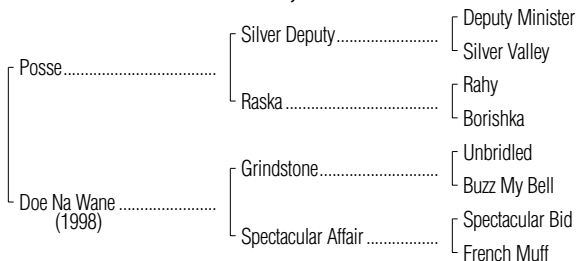 Deputy Minister
Silver Deputy........................
Silver Valley
Posse....................................
Rahy
Raska ...................................
Borishka
Unbridled
Grindstone............................
Buzz My Bell
Doe Na Wane .......................
(1998)
Spectacular Bid
Spectacular Affair .................
French Muff